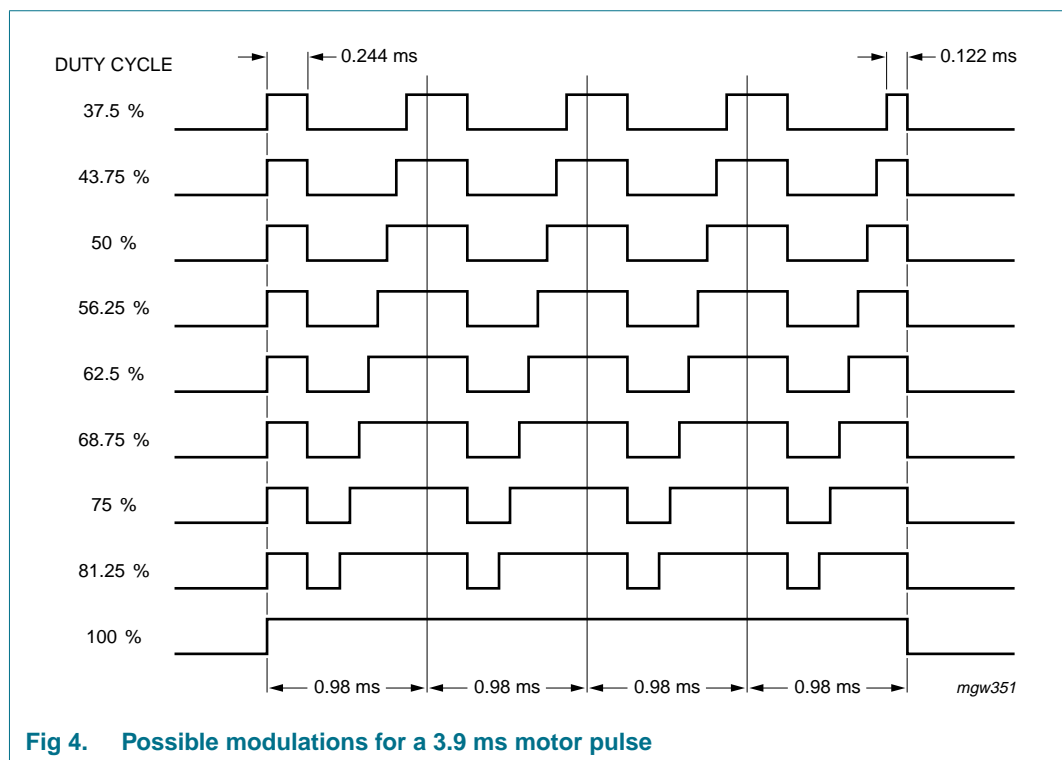 DUTY CYCLE
0.244 ms
0.122 ms
37.5 %
43.75 %
50 %
56.25 %
62.5 %
68.75 %
75 %
81.25 %
100 %
0.98 ms 0.98 ms 0.98 ms 0.98 ms
mgw351
Fig 4. Possible modulations for a 3.9 ms motor pulse